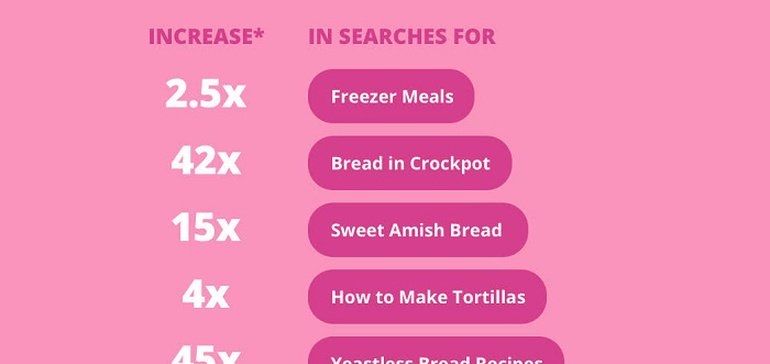 INCREASE* IN SEARCHES FOR
2.5x Freezer Meals
42x Bread in Crockpot
15x Sweet Amish Bread
4x How to Make Tortillas
45x Yeastless Bread Recipes